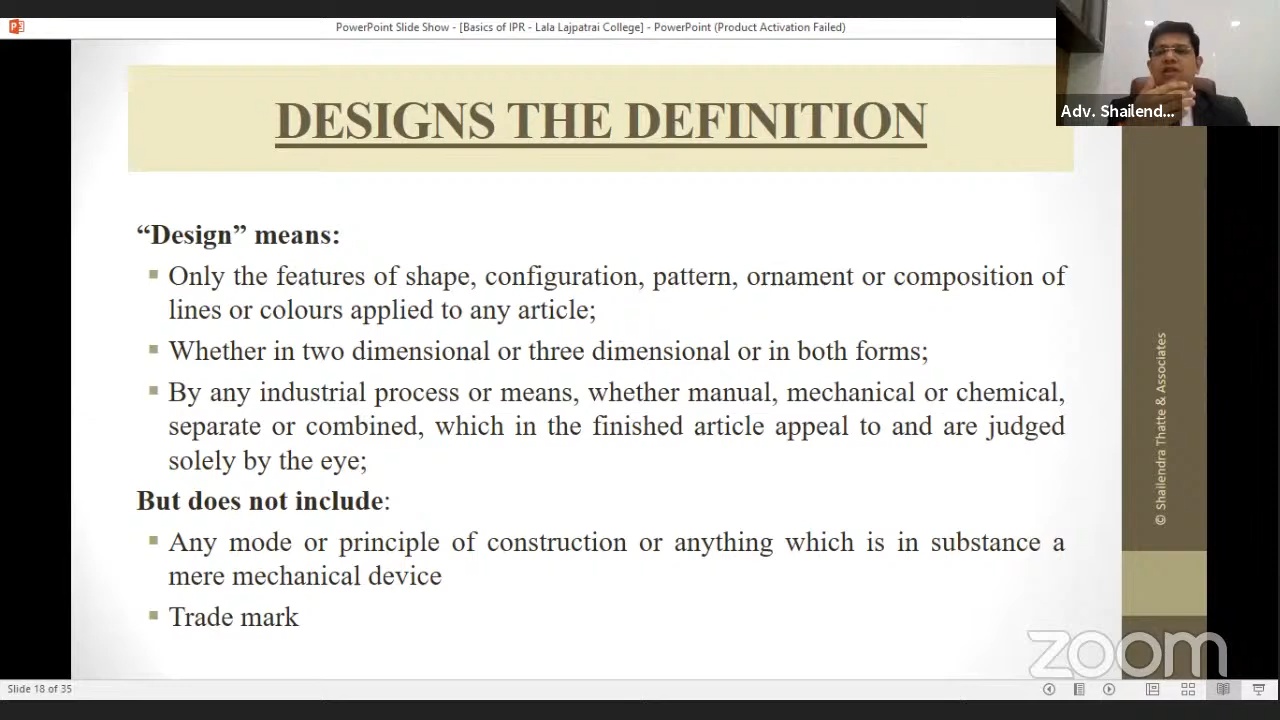 PowerPoint Slide Show - [Basics of IPR - Lala Lajpatrai College] - PowerPoint (Product Activation Failed)
Adv. Shailend...
DESIGNS THE DEFINITION
“Design” means:
Only the features of shape, configuration, pattern, ornament or composition of
lines or colours applied to any article;
Whether in two dimensional or three dimensional or in both forms;
By any industrial process or means, whether manual, mechanical or chemical,
separate or combined, which in the finished article appeal to and are judged
solely by the eye;
But does not include:
Any mode or principle of construction or anything which is in substance a
mere mechanical device
Trade mark
© Shailendra Thatte & Associates
zoom
Slide 18 of 35